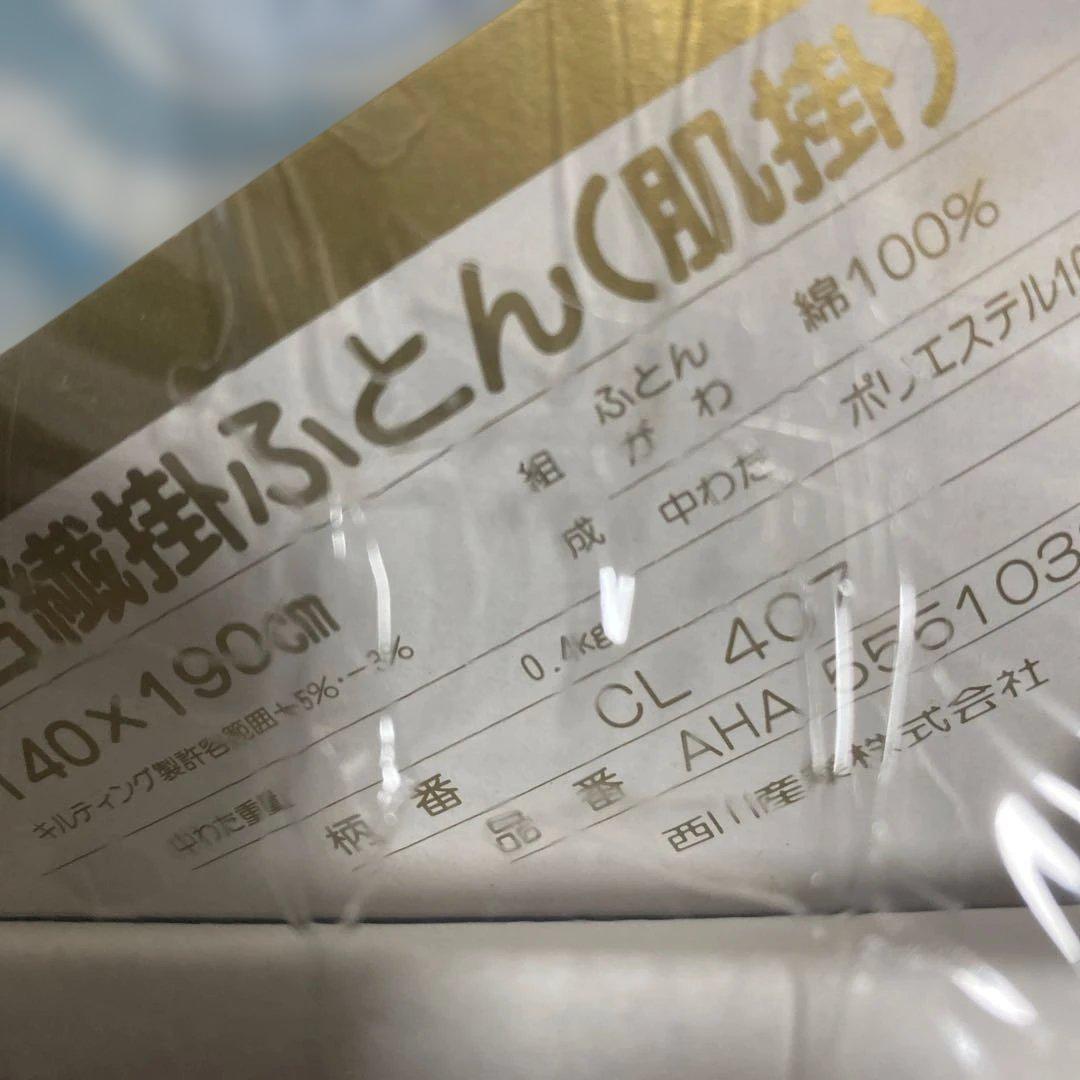 繊掛ふとん(肌掛)
140×190cm
キルティング製許容範囲+5%・-3%
組成
ふとんがわ 綿100%
中わた ポリエステル10
中わた重量 0.4kg
柄番 CL 407
品番 AHA 555103
西川産業株式会社